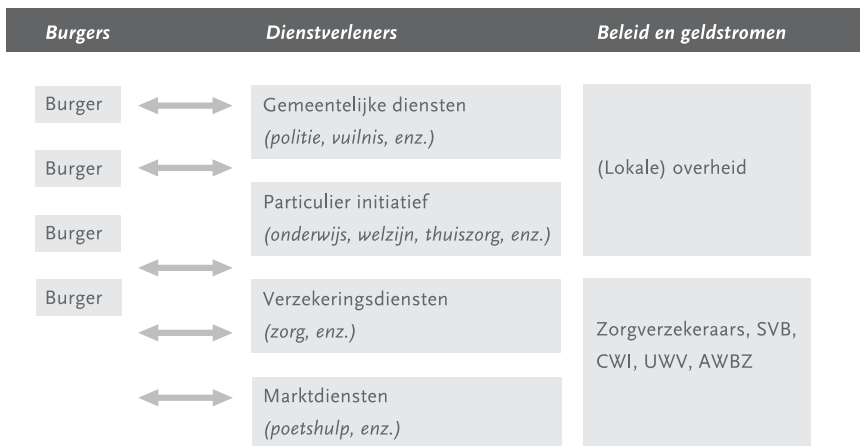 Burgers Dienstverleners Beleid en geldstromen
Burger
Burger
Burger
Burger
Gemeentelijke diensten
(politie, vuilnis, enz.)
Particulier initiatief
(onderwijs, welzijn, thuiszorg, enz.)
Verzekeringsdiensten
(zorg, enz.)
Marktdiensten
(poetshulp, enz.)
(Lokale) overheid
Zorgverzekeraars, SVB,
CWI, UWV, AWBZ